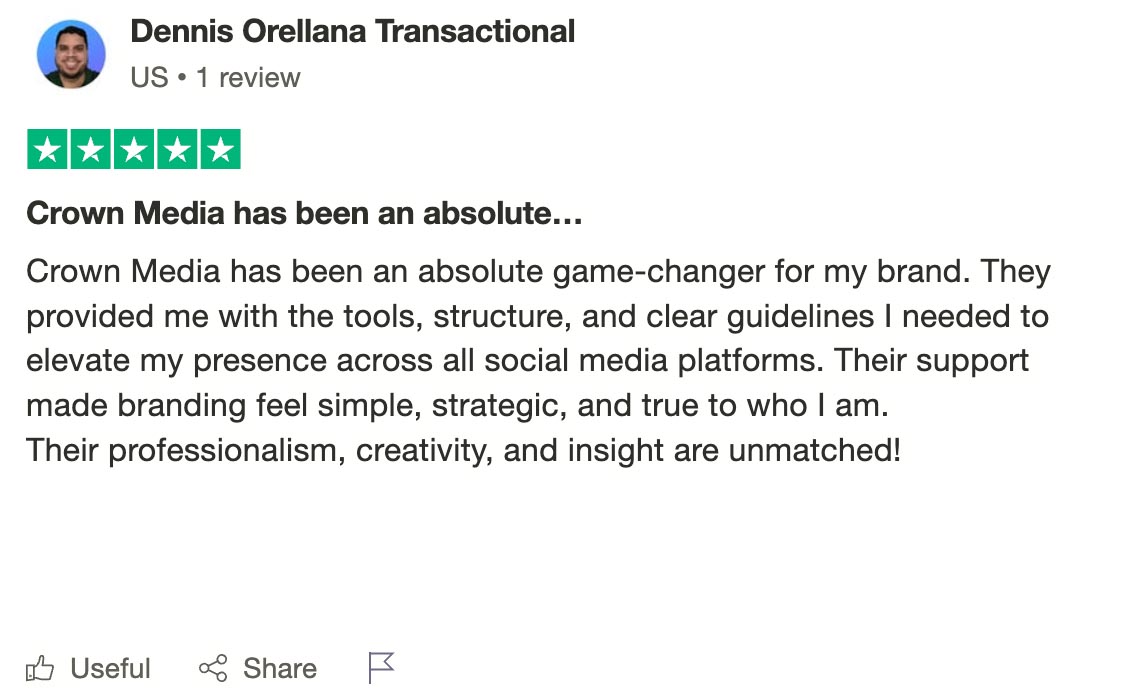 Dennis Orellana Transactional
US • 1 review
Crown Media has been an absolute...
Crown Media has been an absolute game-changer for my brand. They
provided me with the tools, structure, and clear guidelines I needed to
elevate my presence across all social media platforms. Their support
made branding feel simple, strategic, and true to who I am.
Their professionalism, creativity, and insight are unmatched!
Useful Share